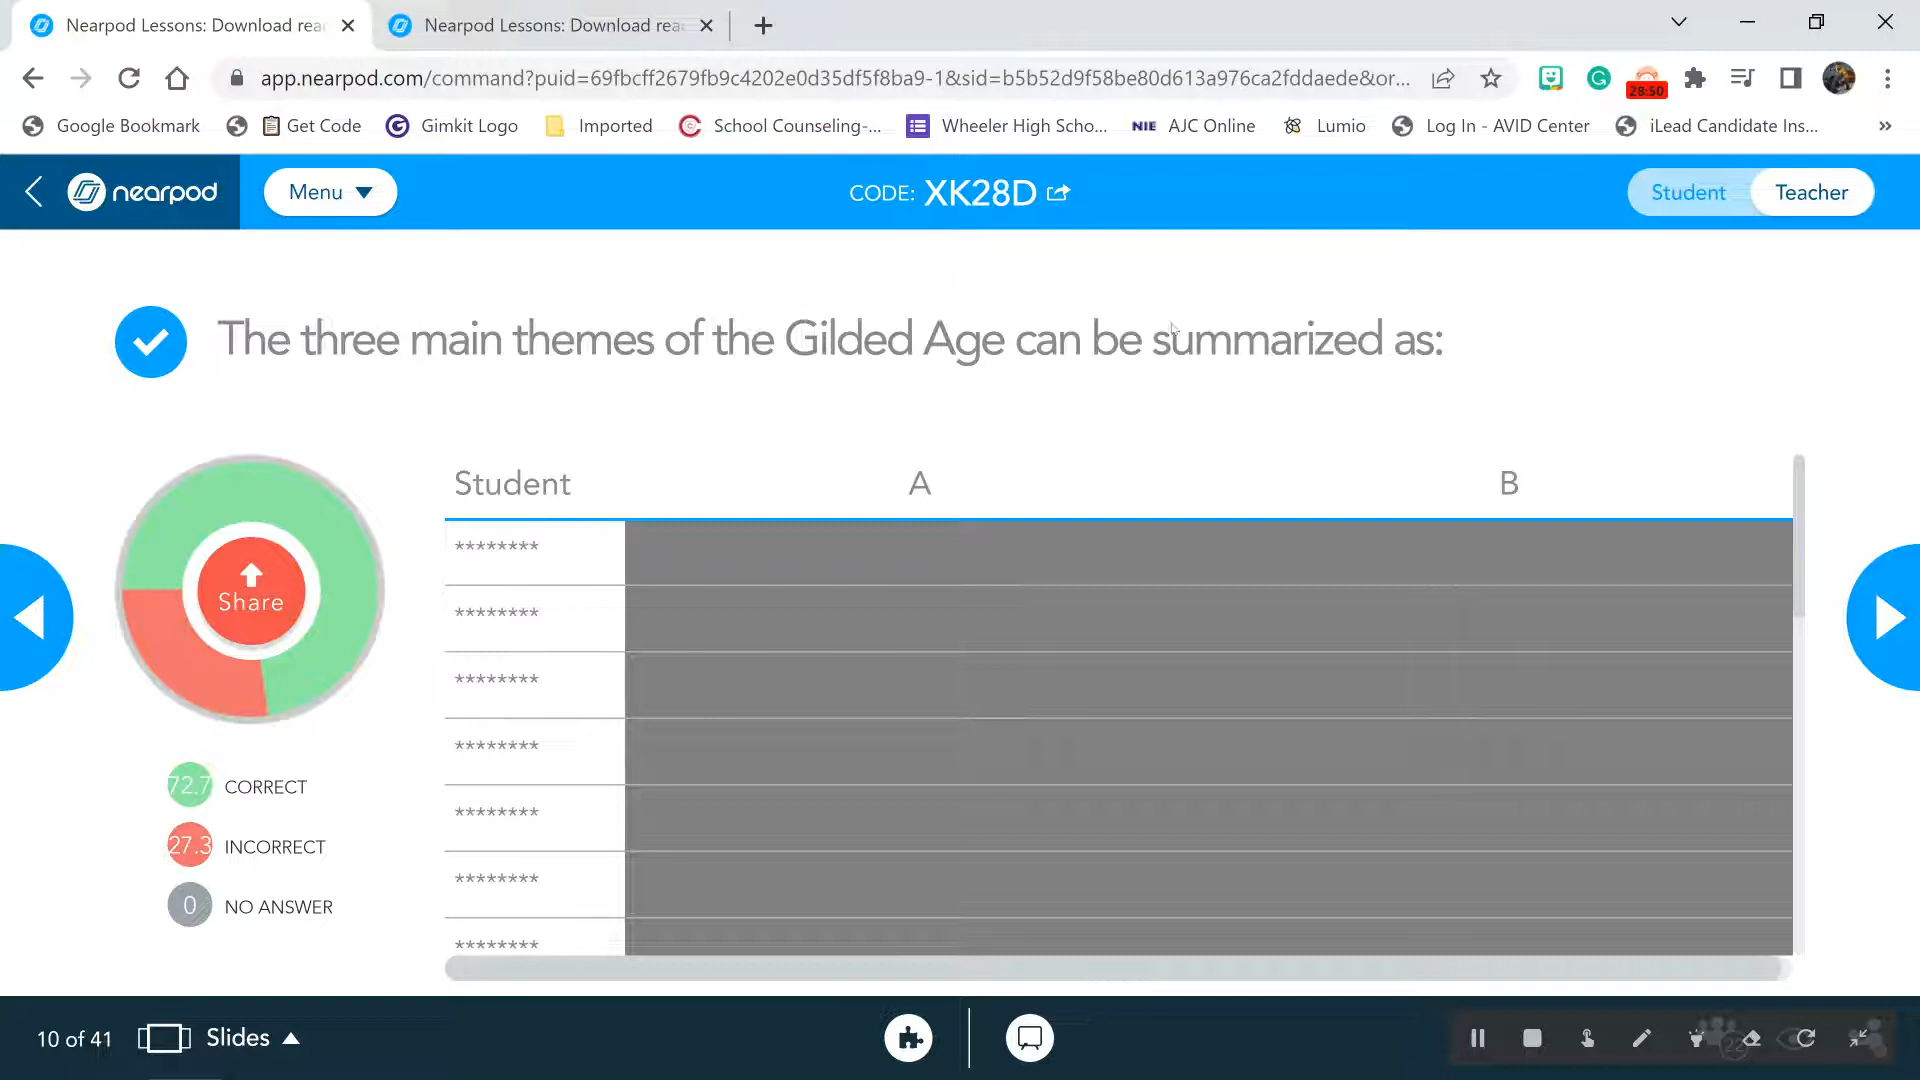 Nearpod Lessons: Download rea
Nearpod Lessons: Download rea
app.nearpod.com/command?puid=69fbcff2679fb9c4202e0d35df5f8ba9-1&sid=b5b52d9f58be80d613a976ca2fddaede&or...
28:50
Google Bookmark
Get Code
Gimkit Logo
Imported
School Counseling-...
Wheeler High Scho...
NIE AJC Online
Lumio
Log In - AVID Center
iLead Candidate Ins...
nearpod
Menu
CODE: XK28D
Student
Teacher
The three main themes of the Gilded Age can be summarized as:
Student A B
********
********
********
********
********
********
********
Share
72.7 CORRECT
27.3 INCORRECT
0 NO ANSWER
10 of 41
Slides
22